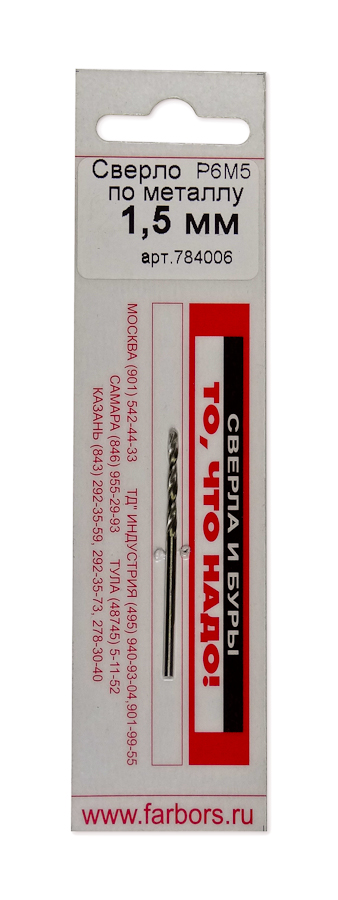 Сверло Р6М5
по металлу
1,5 мм
арт.784006
СВЕРЛА И БУРЫ
ТО, ЧТО НАДО!
МОСКВА (901) 542-44-33 ТД" ИНДУСТРИЯ (495) 940-93-04,901-99-55
САМАРА (846) 955-29-93 ТУЛА (48745) 5-11-52
КАЗАНЬ (843) 292-35-59, 292-35-73, 278-30-40
www.farbors.ru